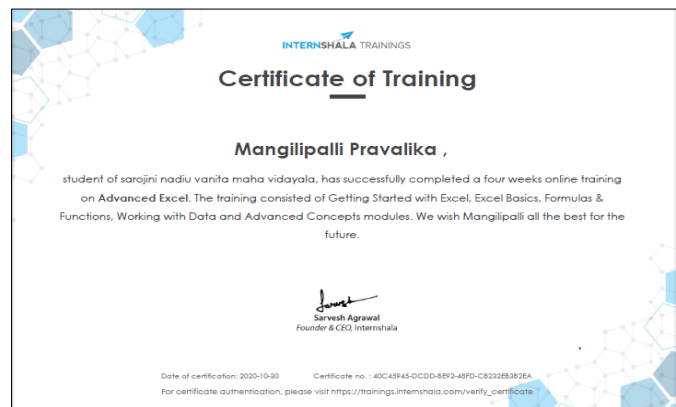 INTERNSHALA TRAININGS
Certificate of Training
Mangilipalli Pravalika ,
student of sarojini nadiu vanita maha vidayala, has successfully completed a four weeks online training
on Advanced Excel. The training consisted of Getting Started with Excel, Excel Basics, Formulas &
Functions, Working with Data and Advanced Concepts modules. We wish Mangilipalli all the best for the
future.
Sarvesh Agrawal
Founder & CEO, Internshala
Date of certification: 2020-10-30 Certificate no. : 40C45945-DCDD-8EF2-48FD-CB232EB3B2EA
For certificate authentication, please visit https://trainings.internshala.com/verify_certificate